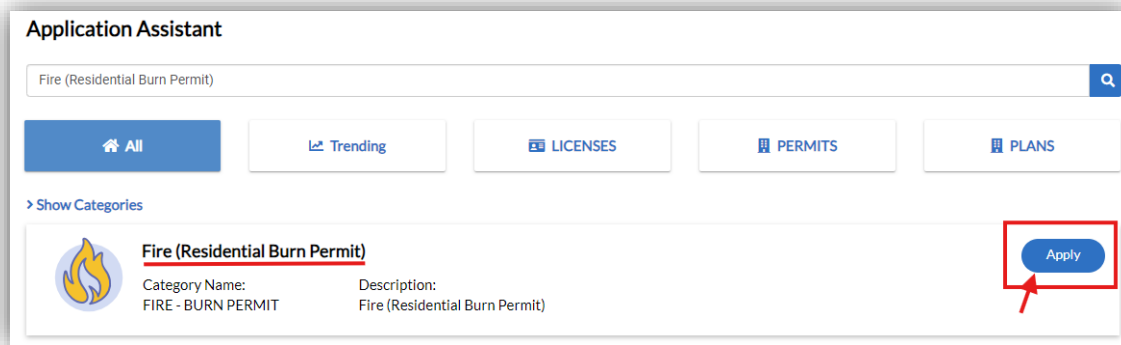 Application Assistant
Fire (Residential Burn Permit)
All
Trending
LICENSES
PERMITS
PLANS
Show Categories
Fire (Residential Burn Permit)
Apply
Category Name:
Description:
FIRE - BURN PERMIT
Fire (Residential Burn Permit)